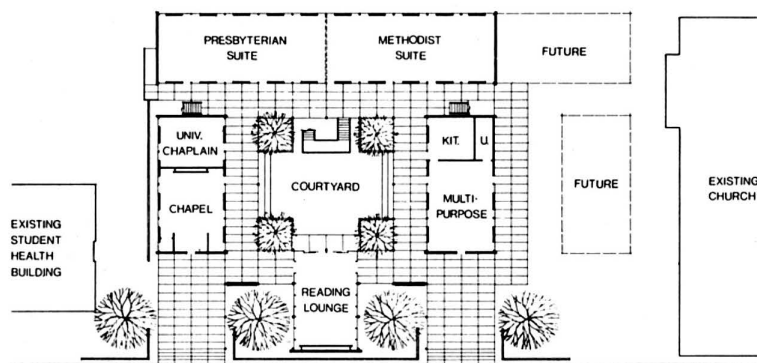 PRESBYTERIAN
SUITE
METHODIST
SUITE
FUTURE
UNIV.
CHAPLAIN
KIT.
U.
COURTYARD
CHAPEL
MULTI-
PURPOSE
FUTURE
EXISTING
CHURCH
EXISTING
STUDENT
HEALTH
BUILDING
READING
LOUNGE